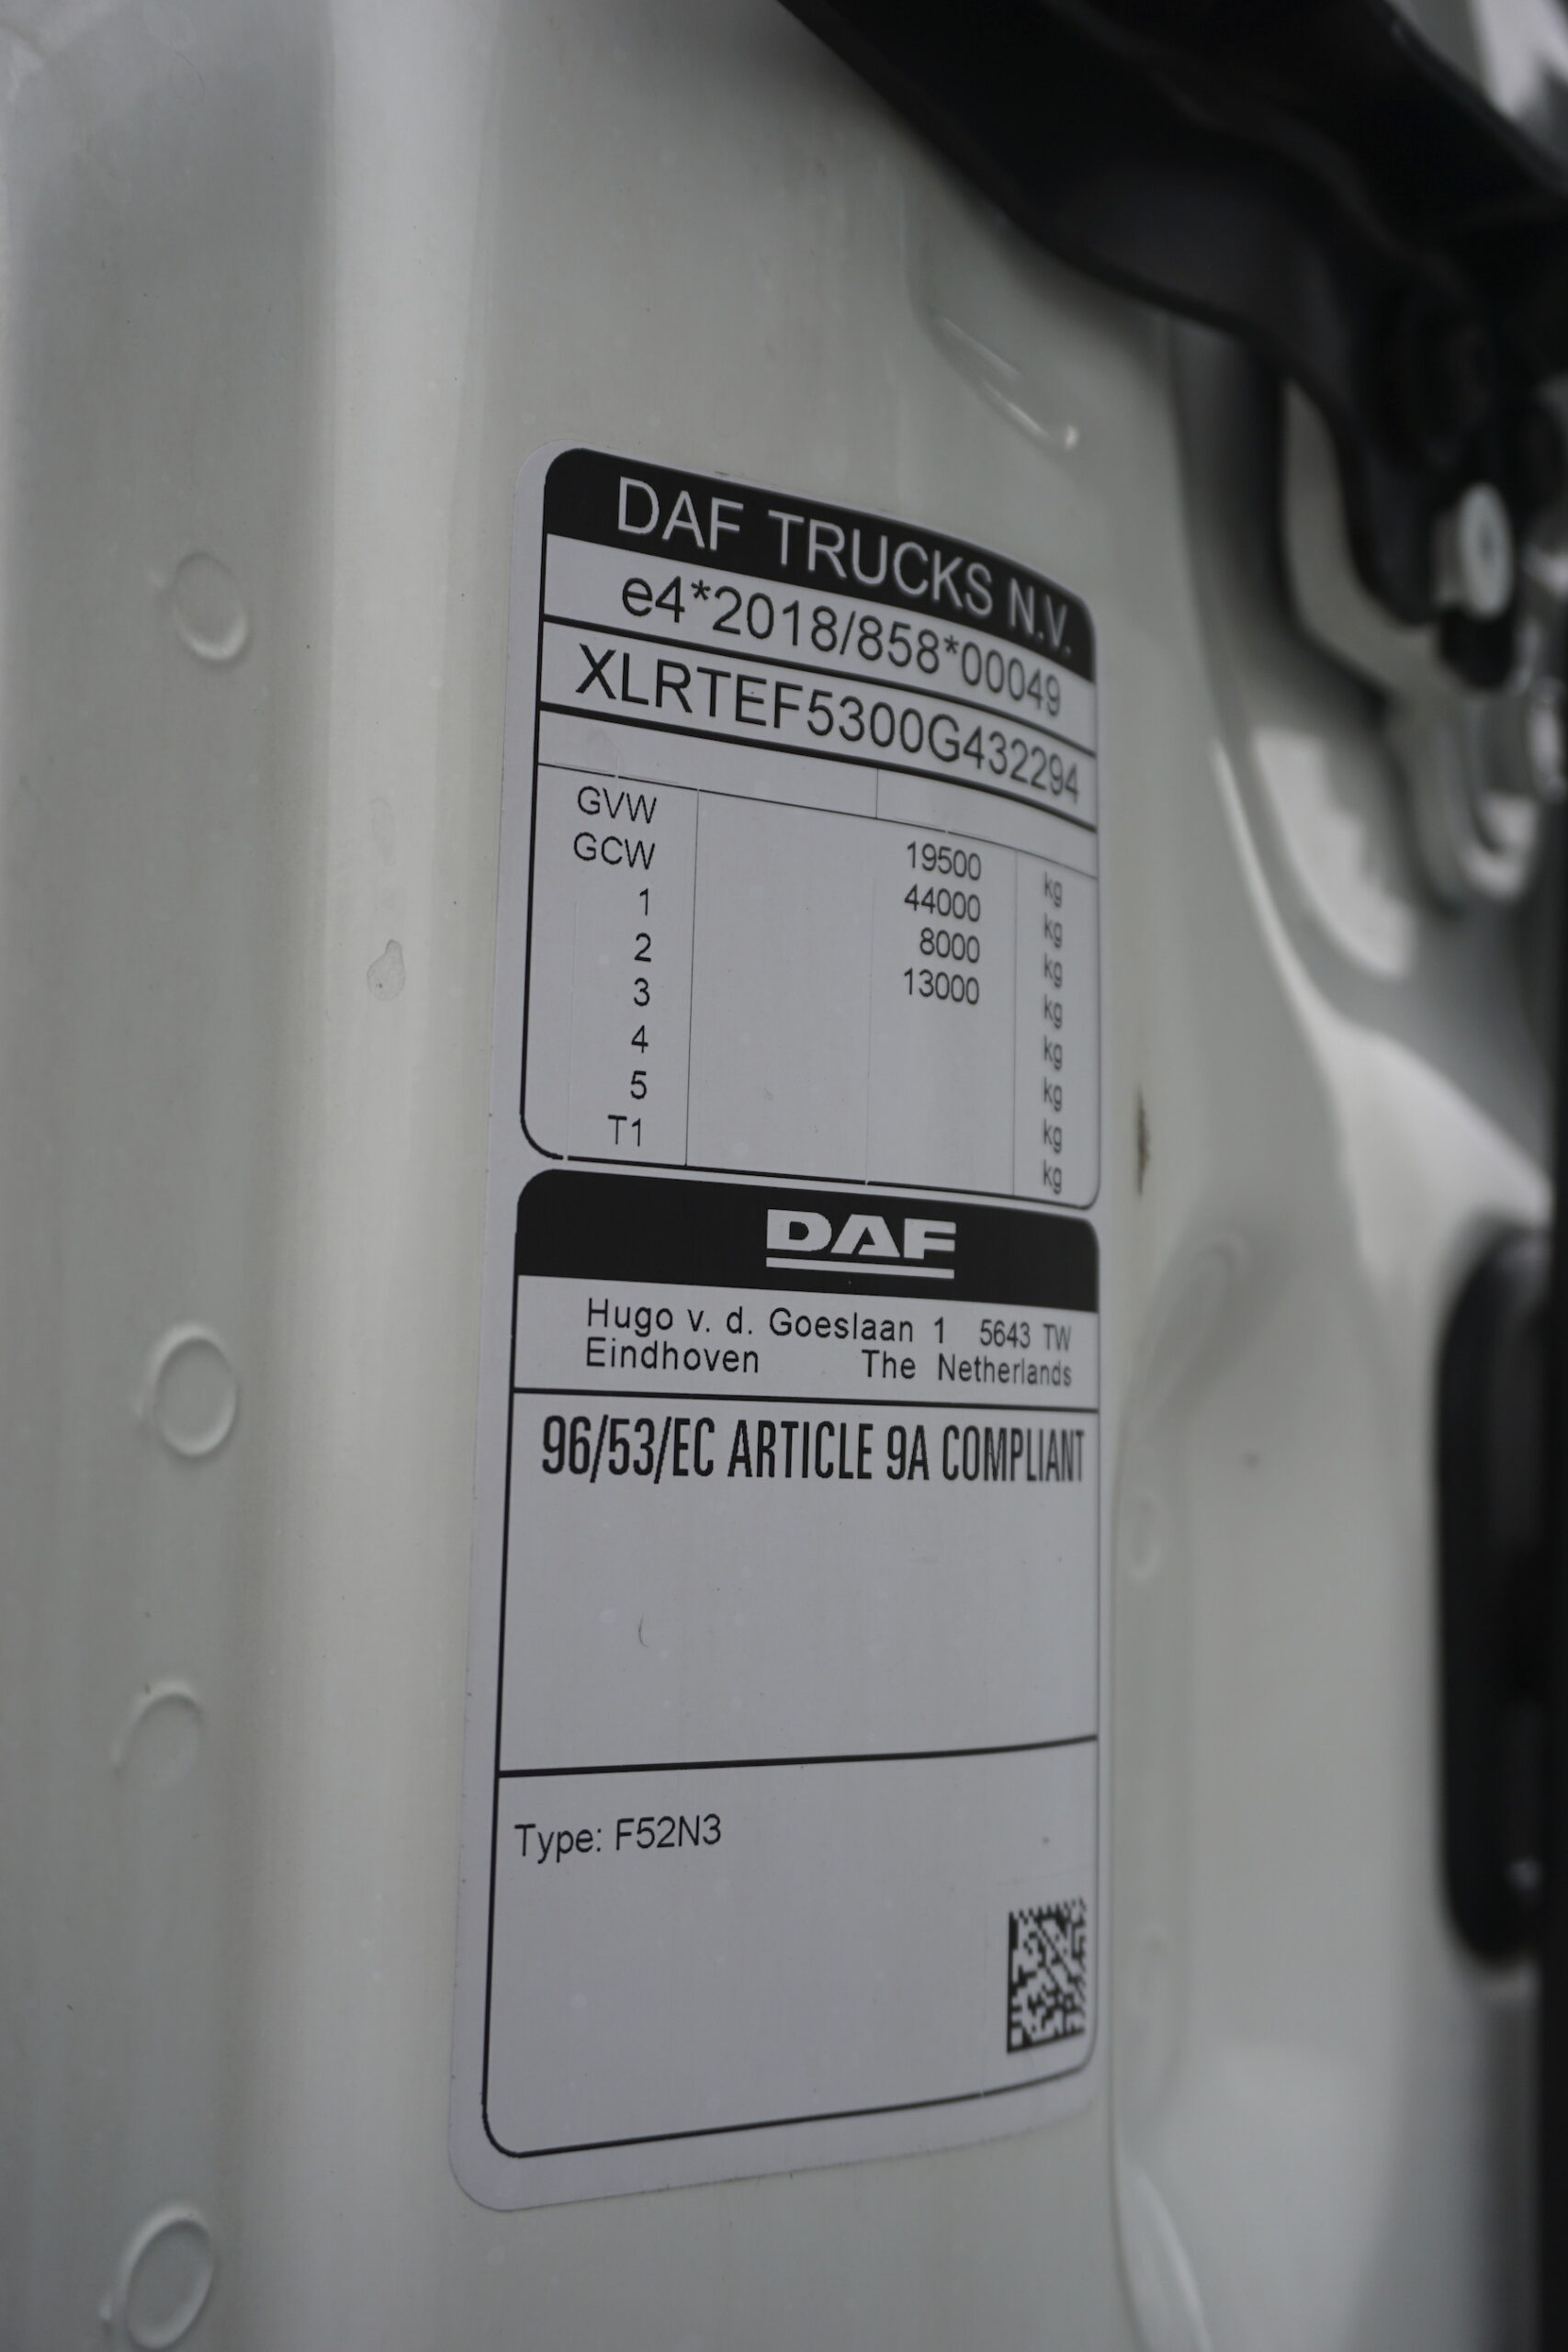 DAF TRUCKS N.V.
e4*2018/858*00049
XLRTEF5300G432294
GVW 19500 kg
GCW 44000 kg
1 8000 kg
2 13000 kg
3 kg
4 kg
5 kg
T1 kg
DAF
Hugo v. d. Goeslaan 1 5643 TW
Eindhoven The Netherlands
96/53/EC ARTICLE 9A COMPLIANT
Type: F52N3